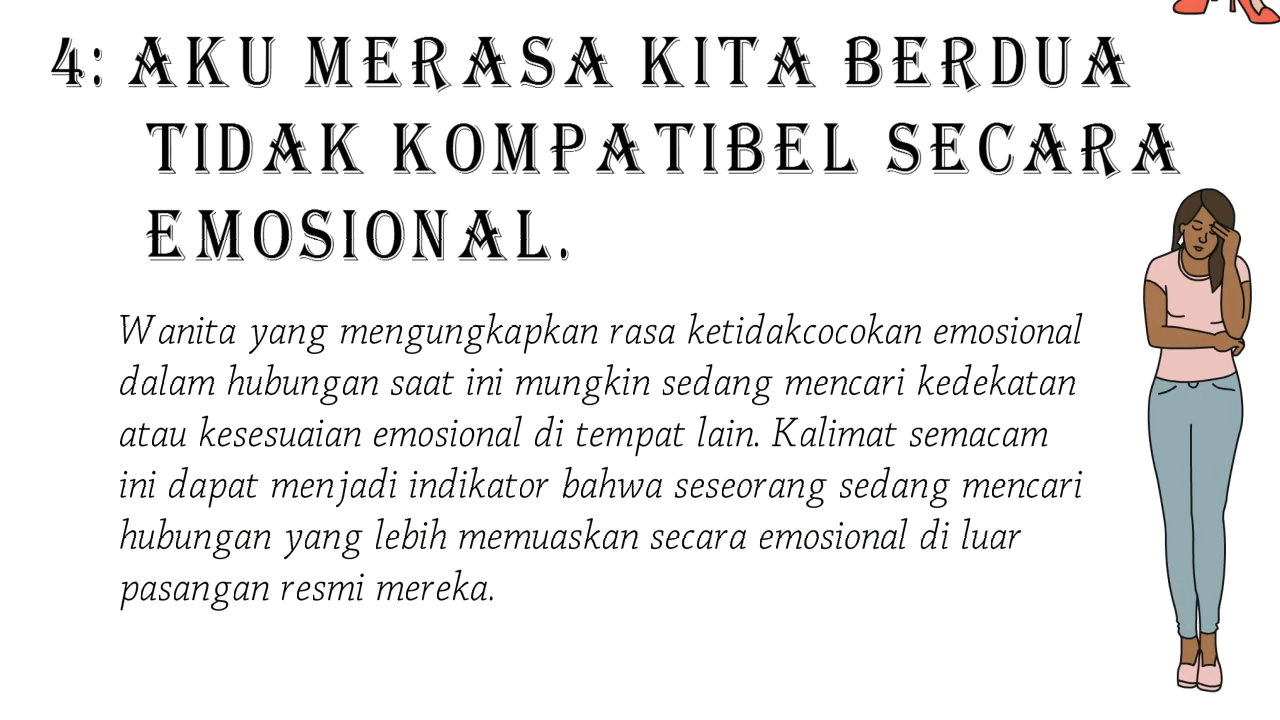 4: AKU MERASA KITA BERDUA
TIDAK KOMPATIBEL SECARA
EMOSIONAL.
Wanita yang mengungkapkan rasa ketidakcocokan emosional
dalam hubungan saat ini mungkin sedang mencari kedekatan
atau kesesuaian emosional di tempat lain. Kalimat semacam
ini dapat menjadi indikator bahwa seseorang sedang mencari
hubungan yang lebih memuaskan secara emosional di luar
pasangan resmi mereka.